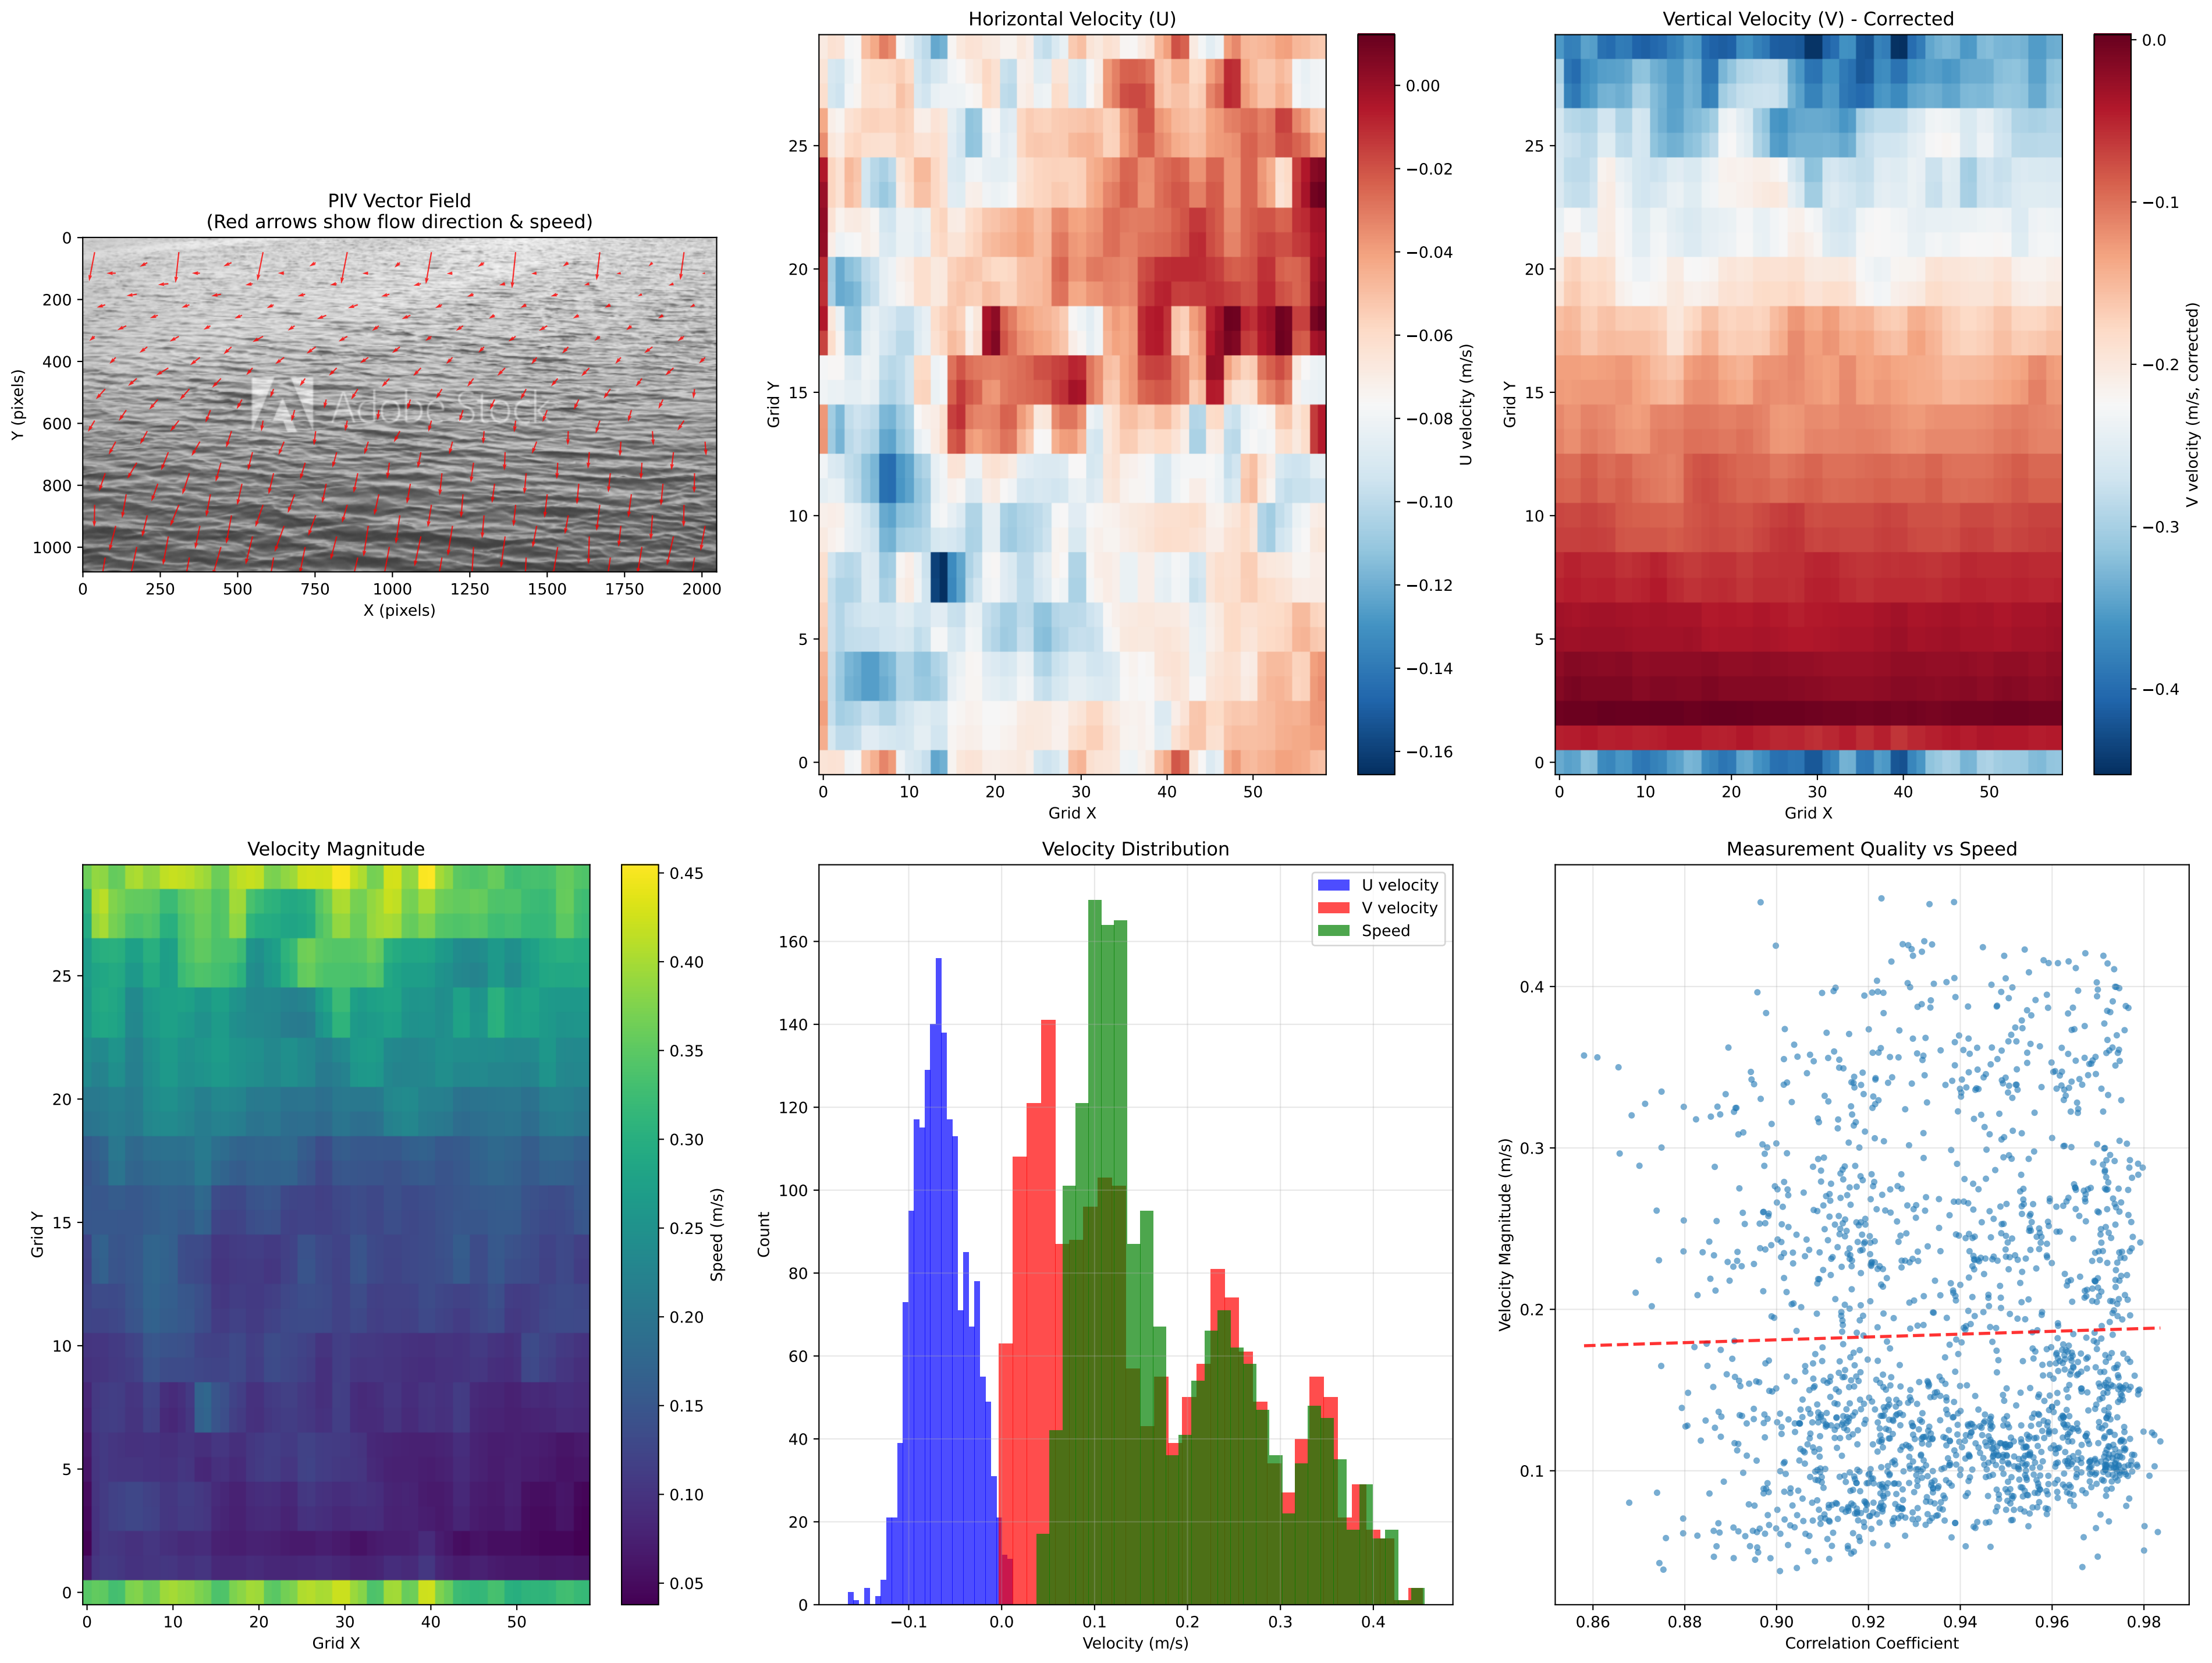 PIV Vector Field
(Red arrows show flow direction & speed)
0
200
400
600
800
1000
Y (pixels)
Adobe Stock
0 250 500 750 1000 1250 1500 1750 2000
X (pixels)
Horizontal Velocity (U)
25
20
15
10
5
0
Grid Y
0 10 20 30 40 50
Grid X
0.00
−0.02
−0.04
−0.06
−0.08
−0.10
−0.12
−0.14
−0.16
U velocity (m/s)
Vertical Velocity (V) - Corrected
25
20
15
10
5
0
Grid Y
0 10 20 30 40 50
Grid X
0.0
−0.1
−0.2
−0.3
−0.4
V velocity (m/s, corrected)
Velocity Magnitude
25
20
15
10
5
0
Grid Y
0 10 20 30 40 50
Grid X
0.45
0.40
0.35
0.30
0.25
0.20
0.15
0.10
0.05
Speed (m/s)
Velocity Distribution
U velocity
V velocity
Speed
160
140
120
100
80
60
40
20
0
Count
−0.1 0.0 0.1 0.2 0.3 0.4
Velocity (m/s)
Measurement Quality vs Speed
0.4
0.3
0.2
0.1
Velocity Magnitude (m/s)
0.86 0.88 0.90 0.92 0.94 0.96 0.98
Correlation Coefficient